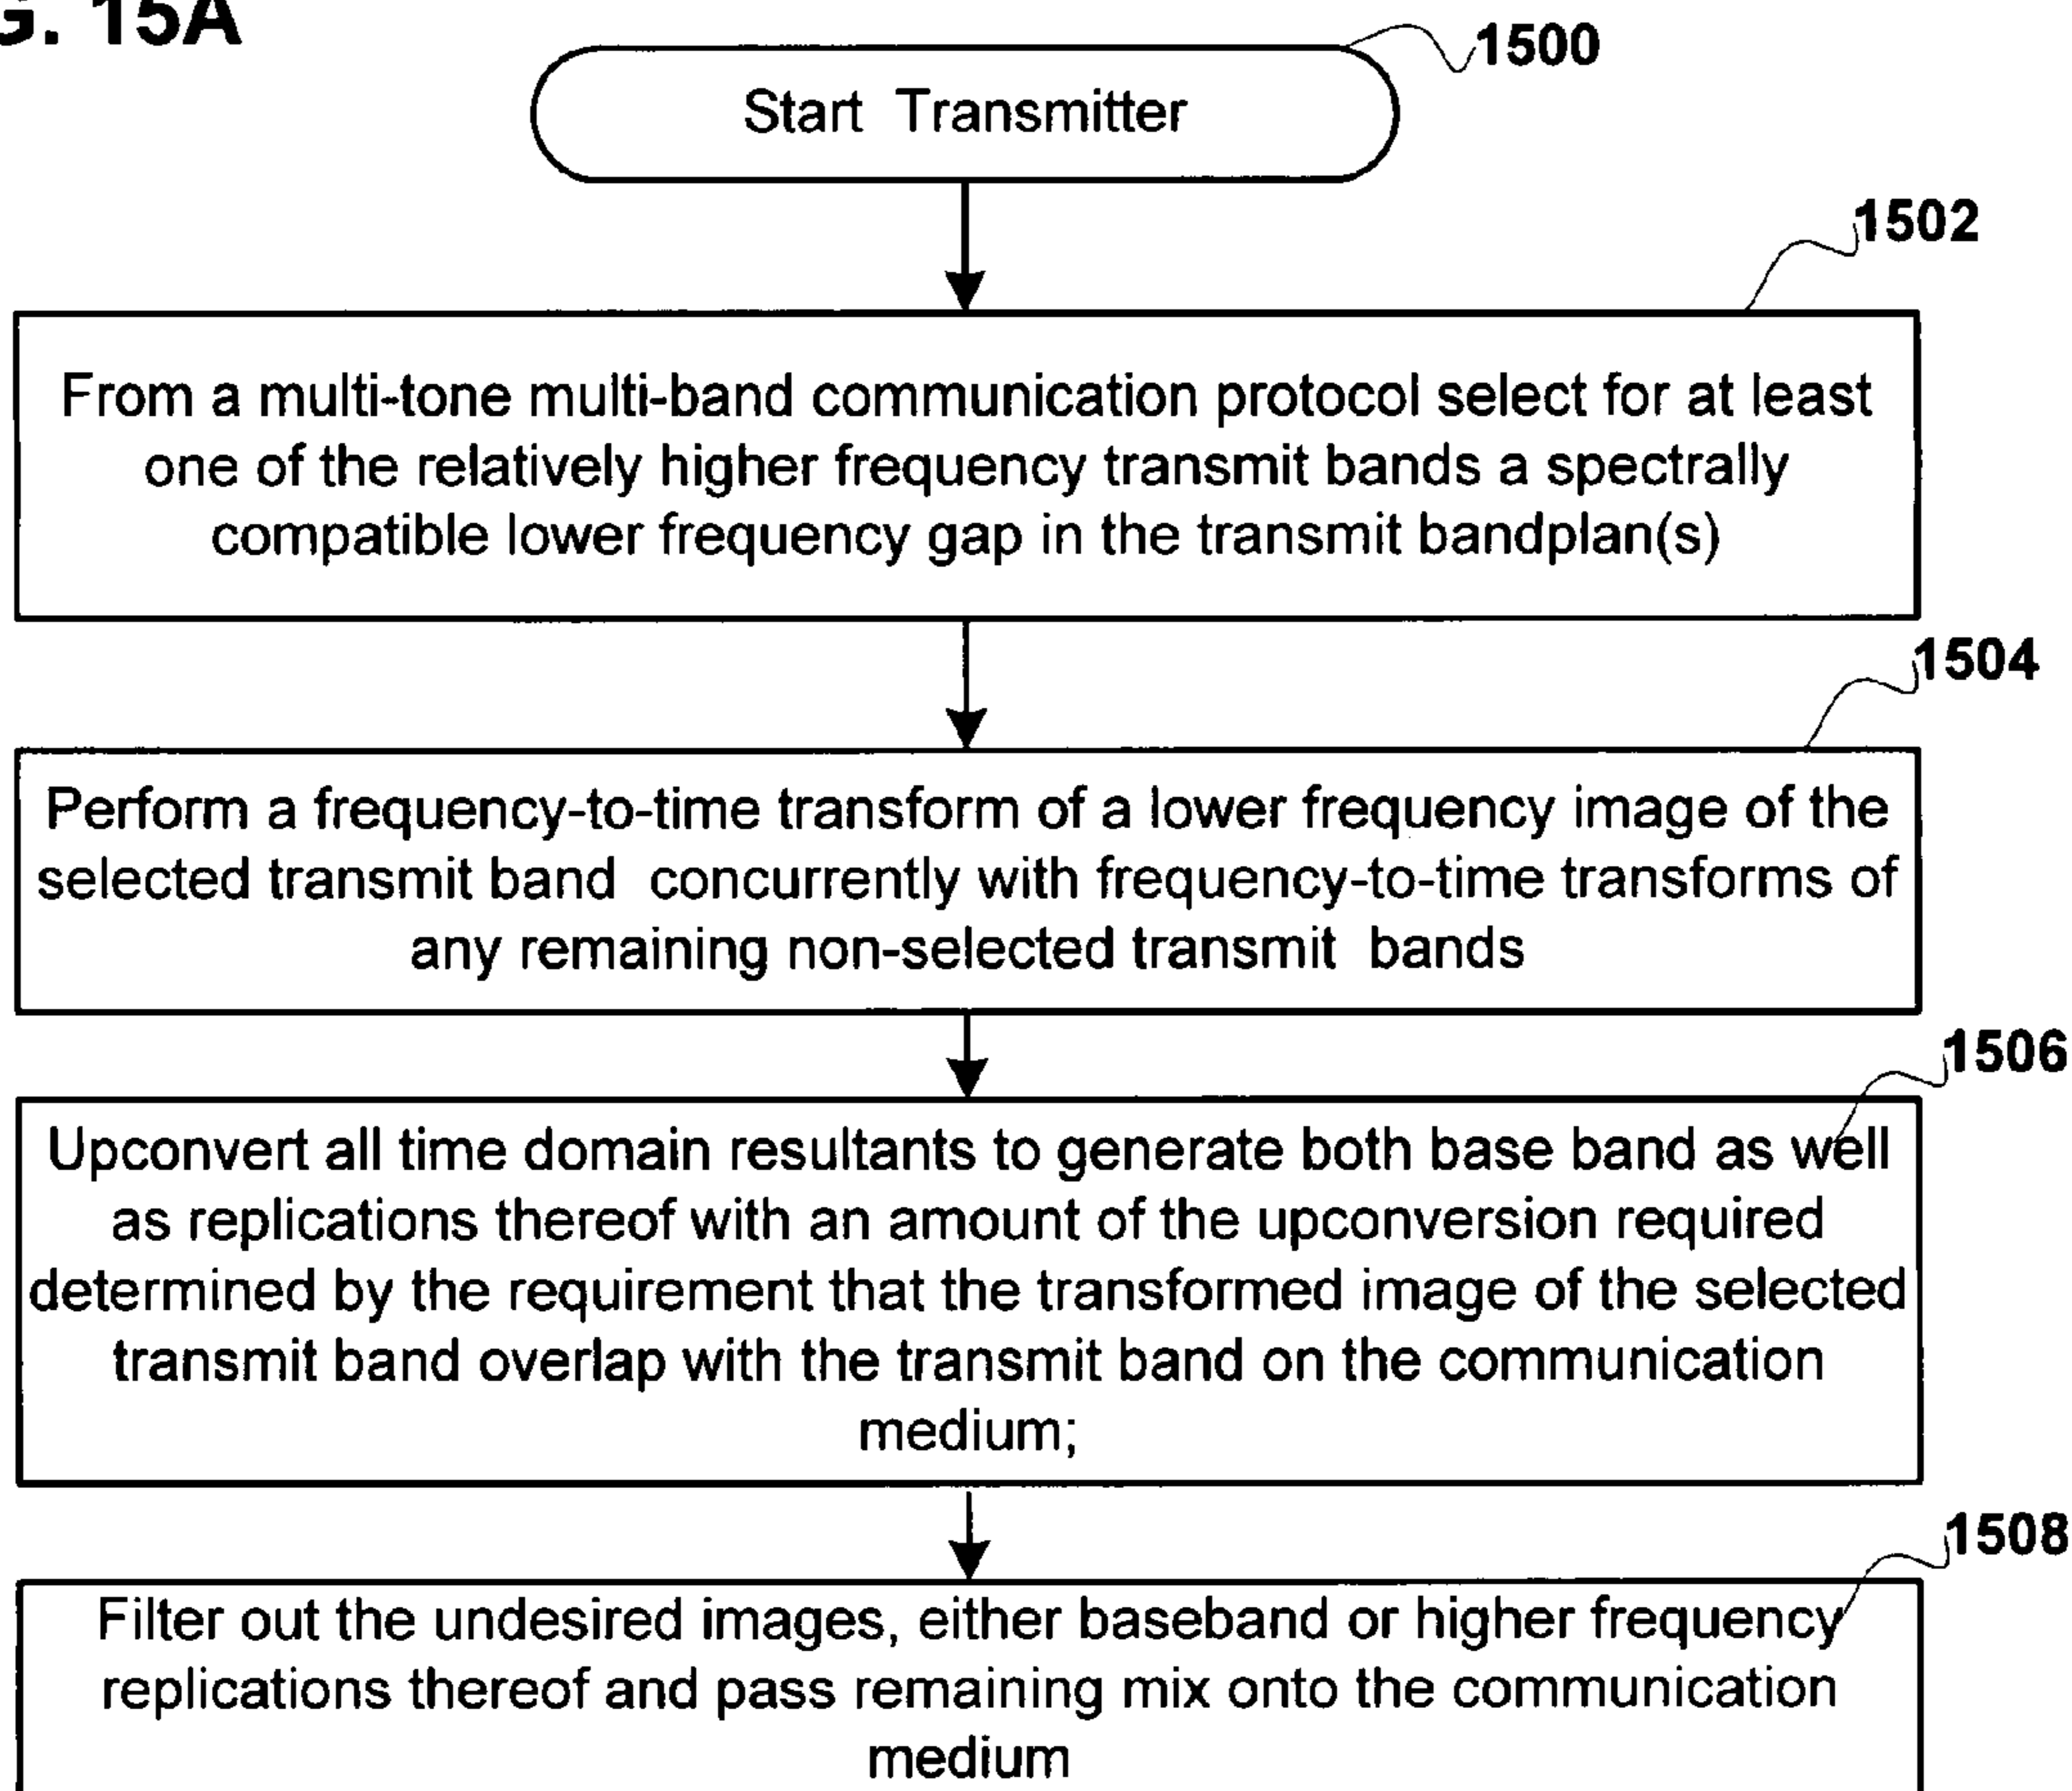 G. 15A
1500
Start Transmitter
1502
From a multi-tone multi-band communication protocol select for at least
one of the relatively higher frequency transmit bands a spectrally
compatible lower frequency gap in the transmit bandplan(s)
1504
Perform a frequency-to-time transform of a lower frequency image of the
selected transmit band concurrently with frequency-to-time transforms of
any remaining non-selected transmit bands
1506
Upconvert all time domain resultants to generate both base band as well
as replications thereof with an amount of the upconversion required
determined by the requirement that the transformed image of the selected
transmit band overlap with the transmit band on the communication
medium;
1508
Filter out the undesired images, either baseband or higher frequency
replications thereof and pass remaining mix onto the communication
medium